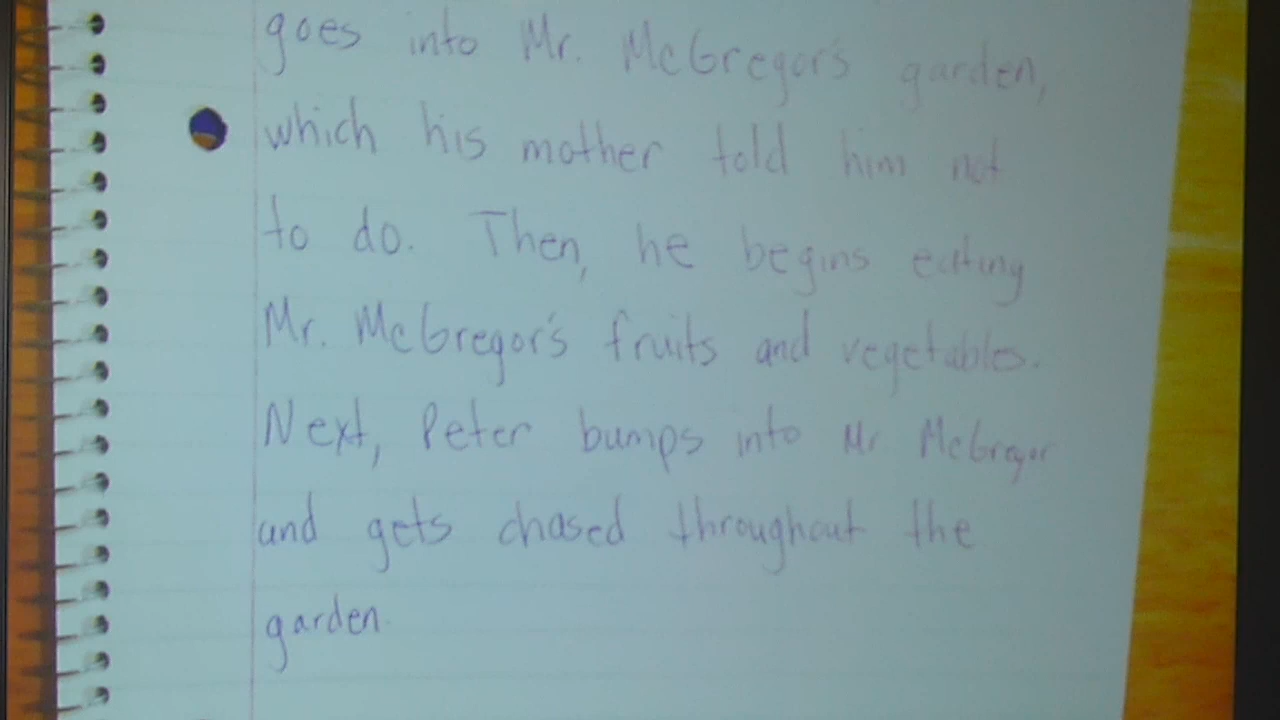 goes into Mr. McGregor's garden,
which his mother told him not
to do. Then, he begins eating
Mr. McGregor's fruits and vegetables.
Next, Peter bumps into Mr McGregor
and gets chased throughout the
garden.